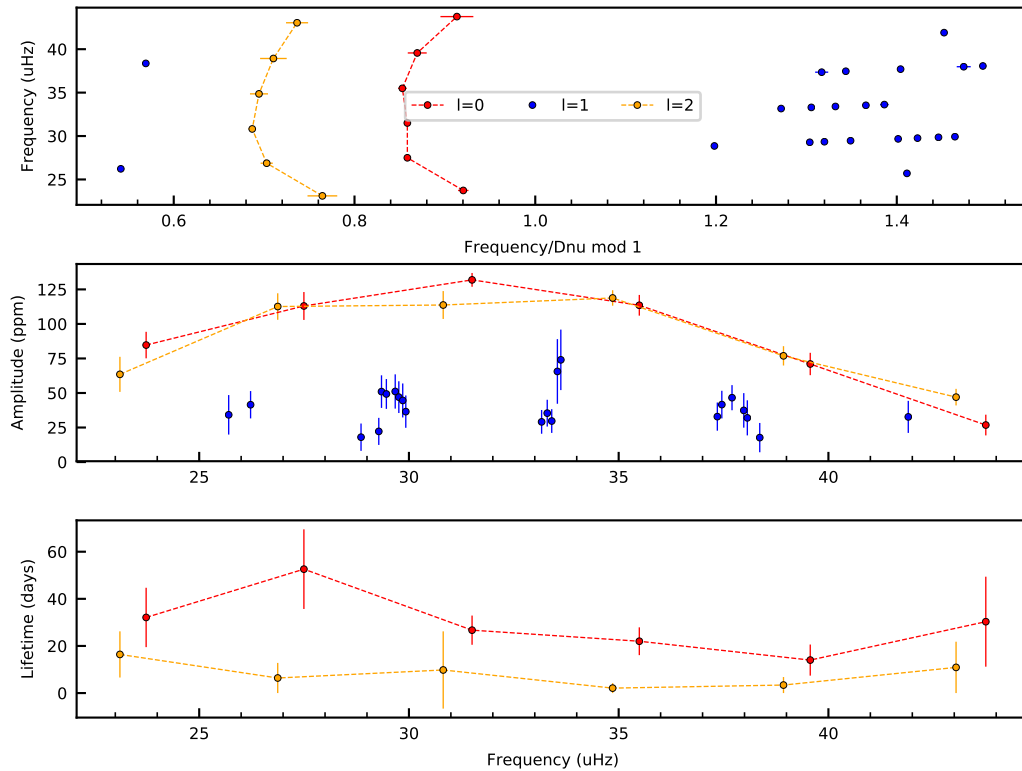 Frequency (uHz)
40
35
30
25
l=0 l=1 l=2
0.6 0.8 1.0 1.2 1.4
Frequency/Dnu mod 1
Amplitude (ppm)
125
100
75
50
25
0
25 30 35 40
Lifetime (days)
60
40
20
0
25 30 35 40
Frequency (uHz)